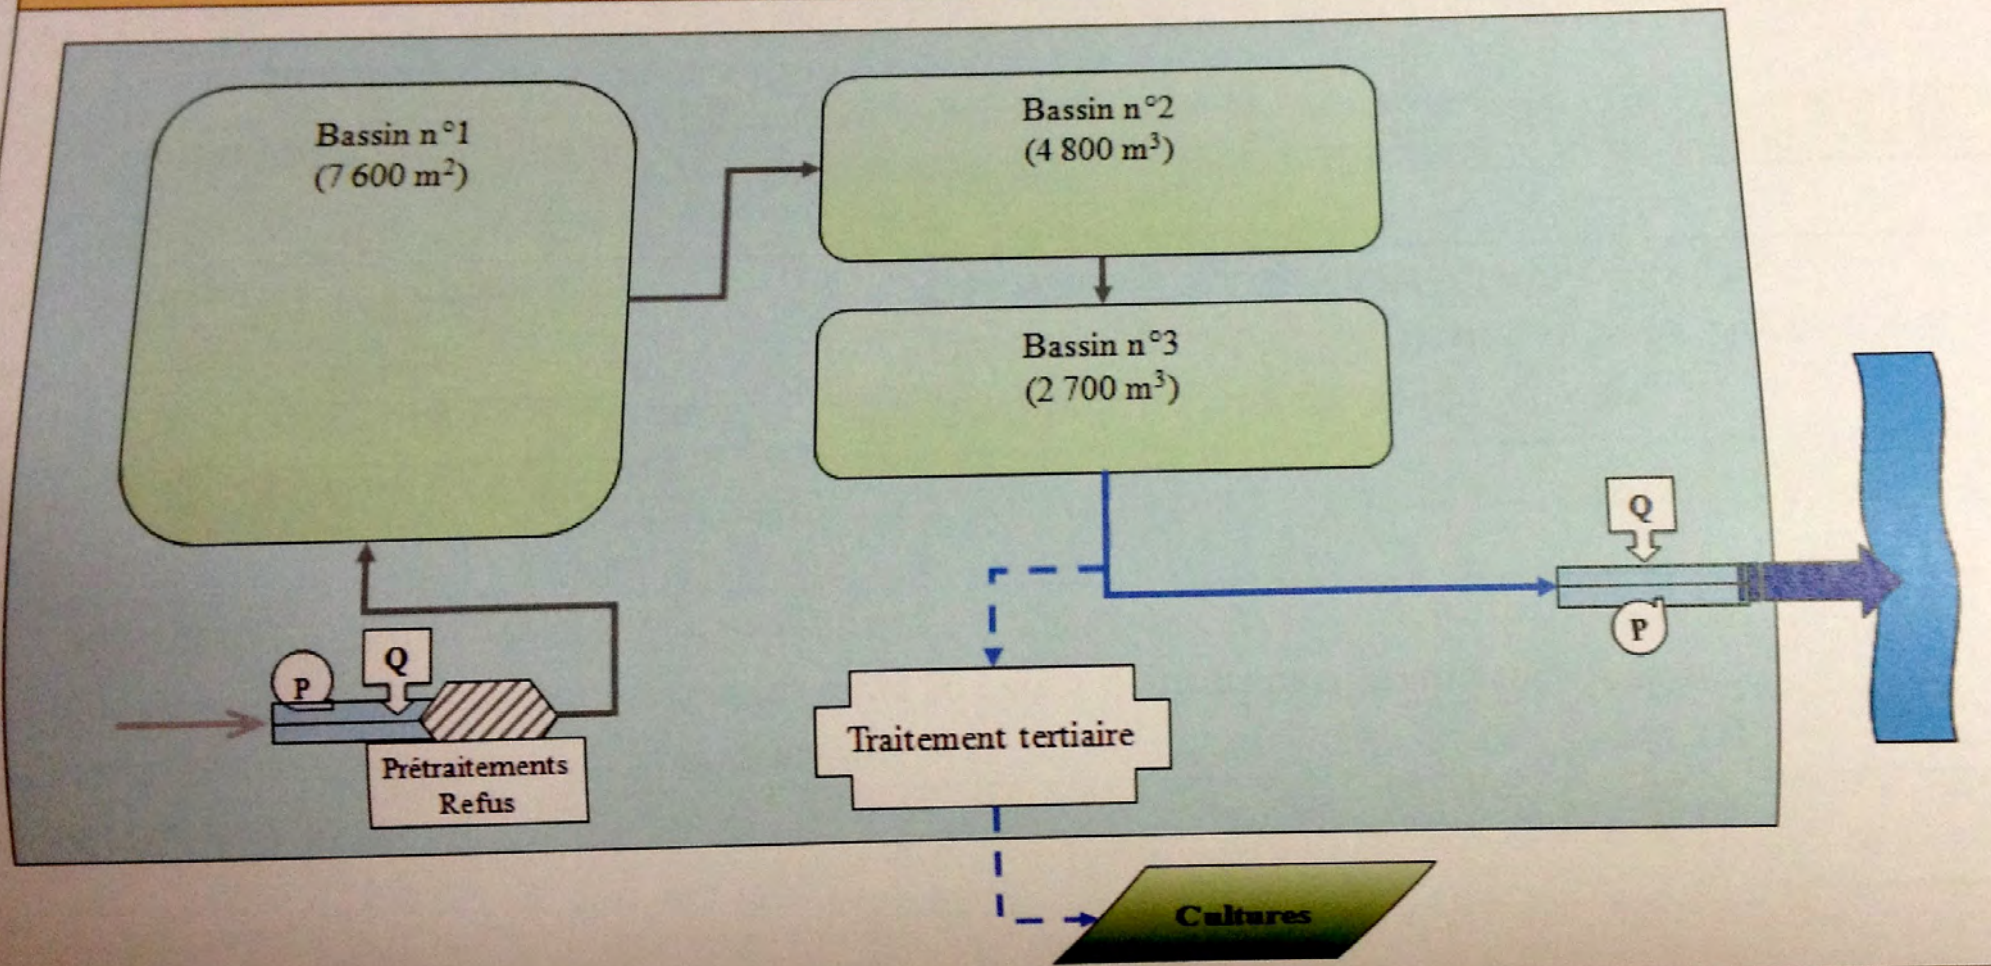 Bassin n°1
(7 600 m²)
Bassin n°2
(4 800 m³)
Bassin n°3
(2 700 m³)
Q
P
P
Q
Prétraitements
Refus
Traitement tertiaire
Cultures